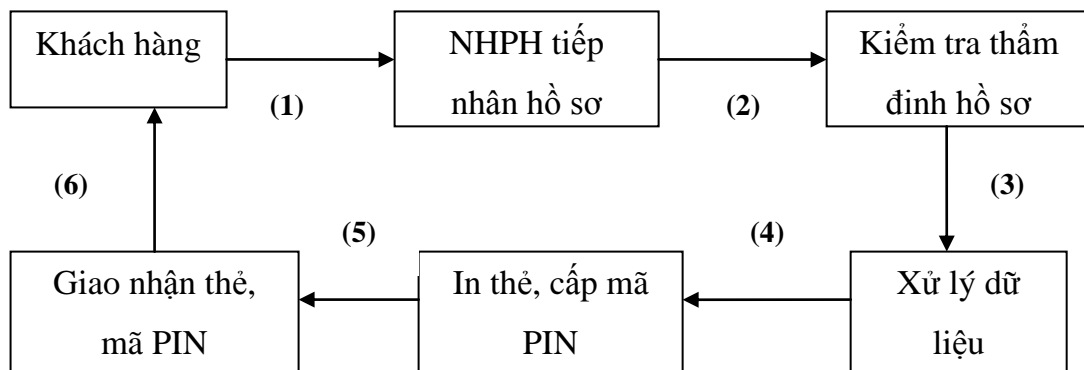 Khách hàng
NHPH tiếp
nhân hồ sơ
Kiểm tra thẩm
đinh hồ sơ
(1)
(2)
(6)
(3)
(5)
(4)
Giao nhận thẻ,
mã PIN
In thẻ, cấp mã
PIN
Xử lý dữ
liệu